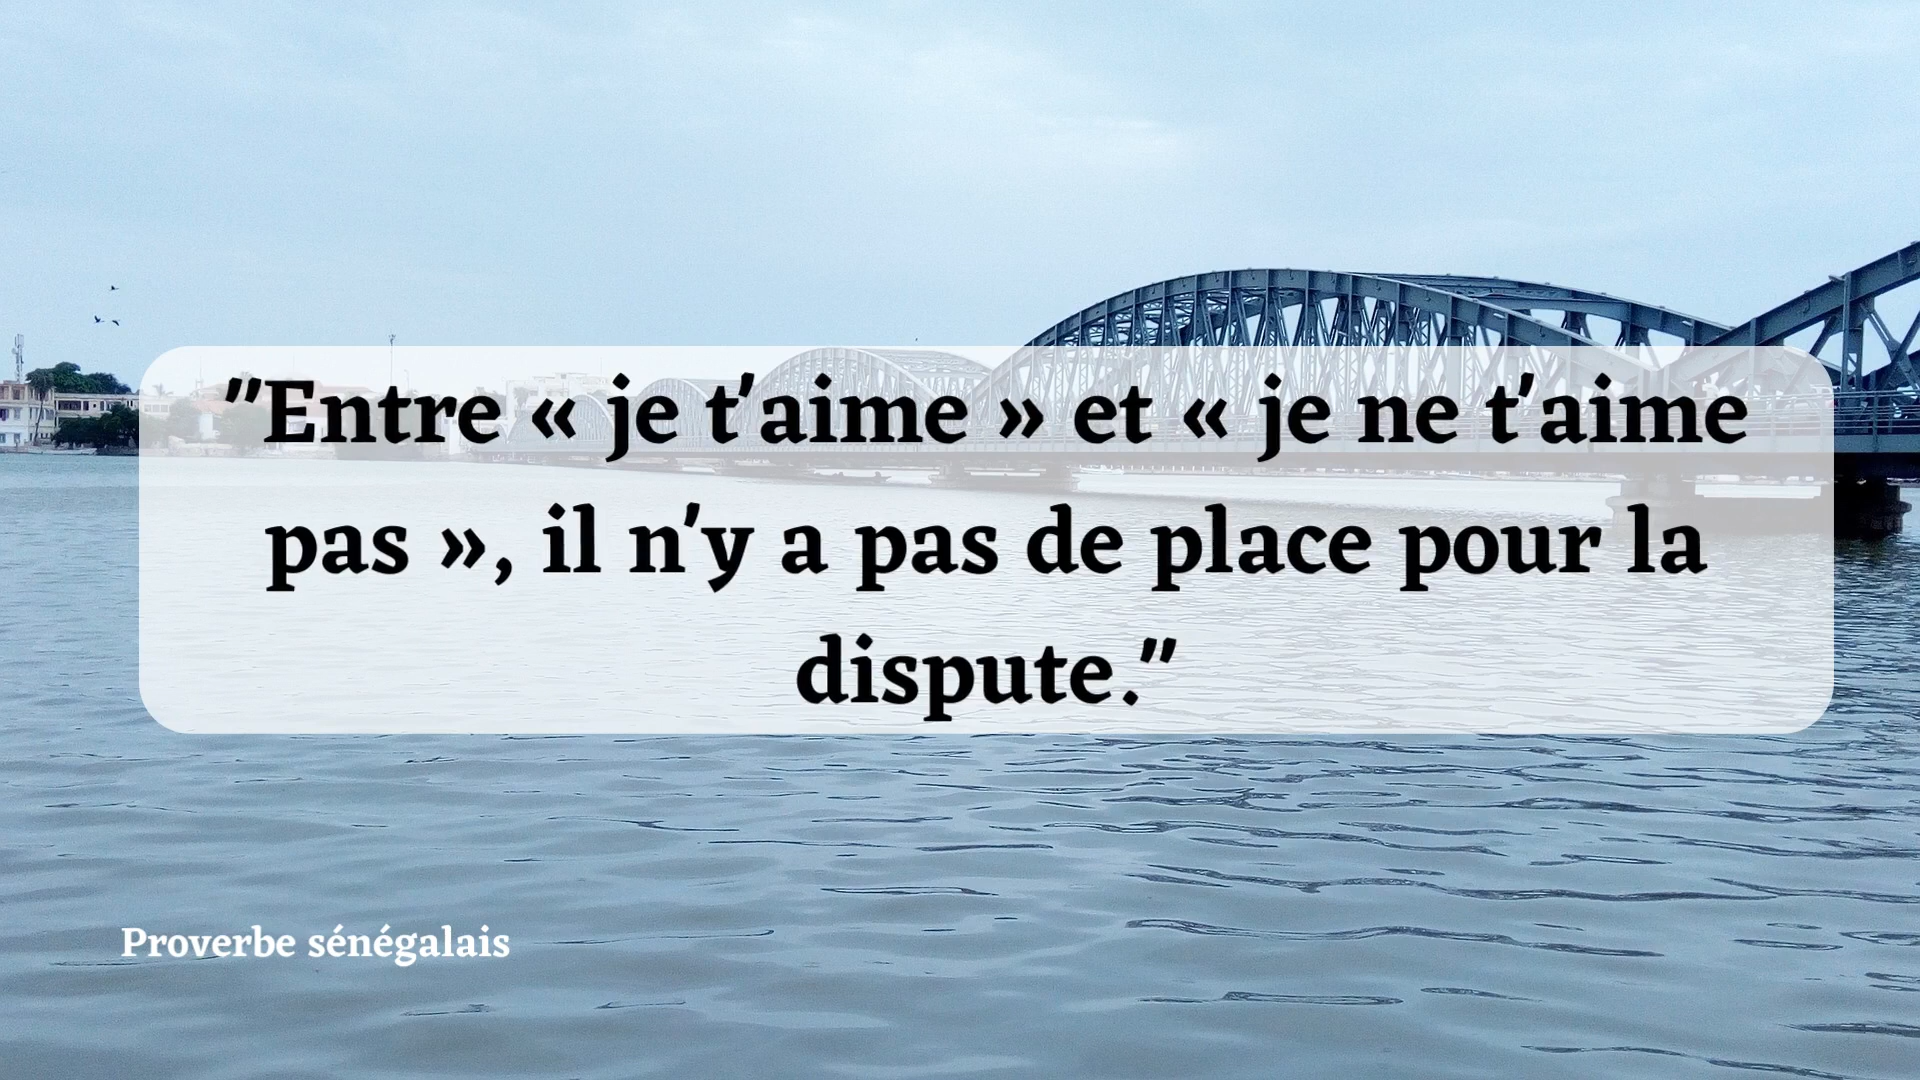 "Entre « je t'aime » et « je ne t'aime
pas », il n'y a pas de place pour la
dispute."
Proverbe sénégalais